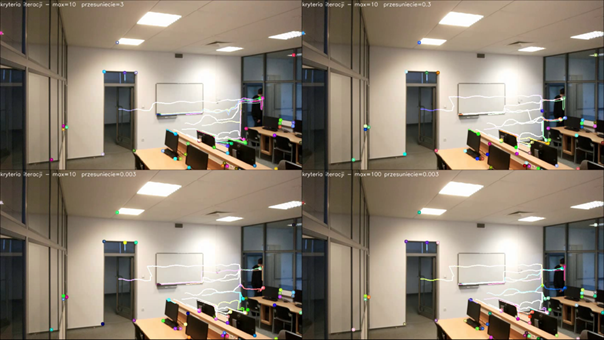 kryteria iteracji - max=10 przesuniecie=3
kryteria iteracji - max=10 przesuniecie=0.3
kryteria iteracji - max=10 przesuniecie=0.003
kryteria iteracji - max=100 przesuniecie=0.003